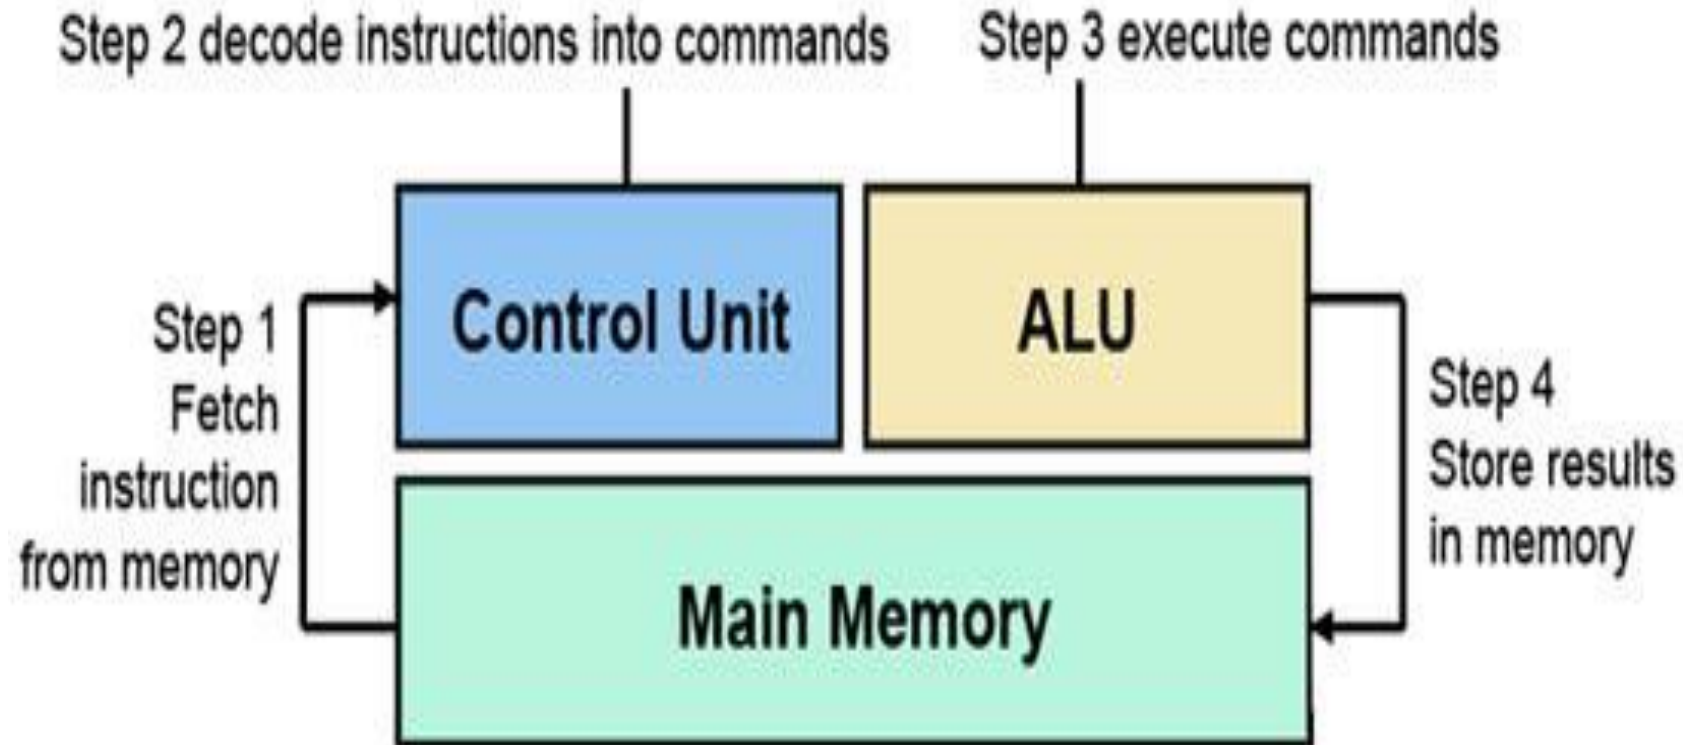 Step 2 decode instructions into commands
Step 3 execute commands
Control Unit
ALU
Step 1
Fetch
instruction
from memory
Step 4
Store results
in memory
Main Memory